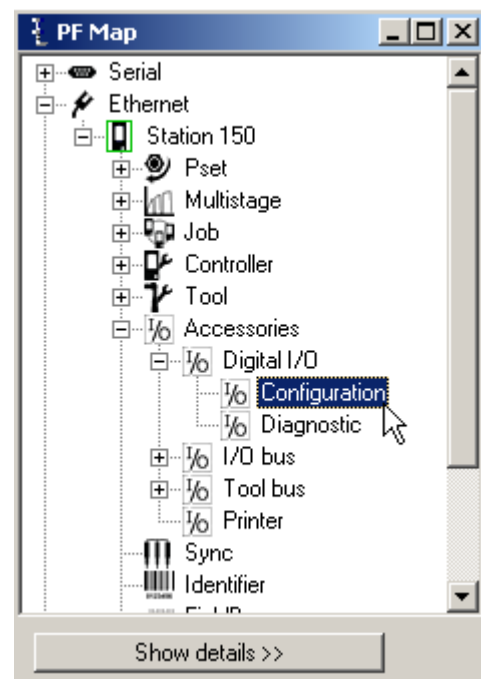 PF Map
Serial
Ethernet
Station 150
Pset
Multistage
Job
Controller
Tool
I/O Accessories
I/O Digital I/O
I/O Configuration
I/O Diagnostic
I/O I/O bus
I/O Tool bus
I/O Printer
Sync
Identifier
Show details >>